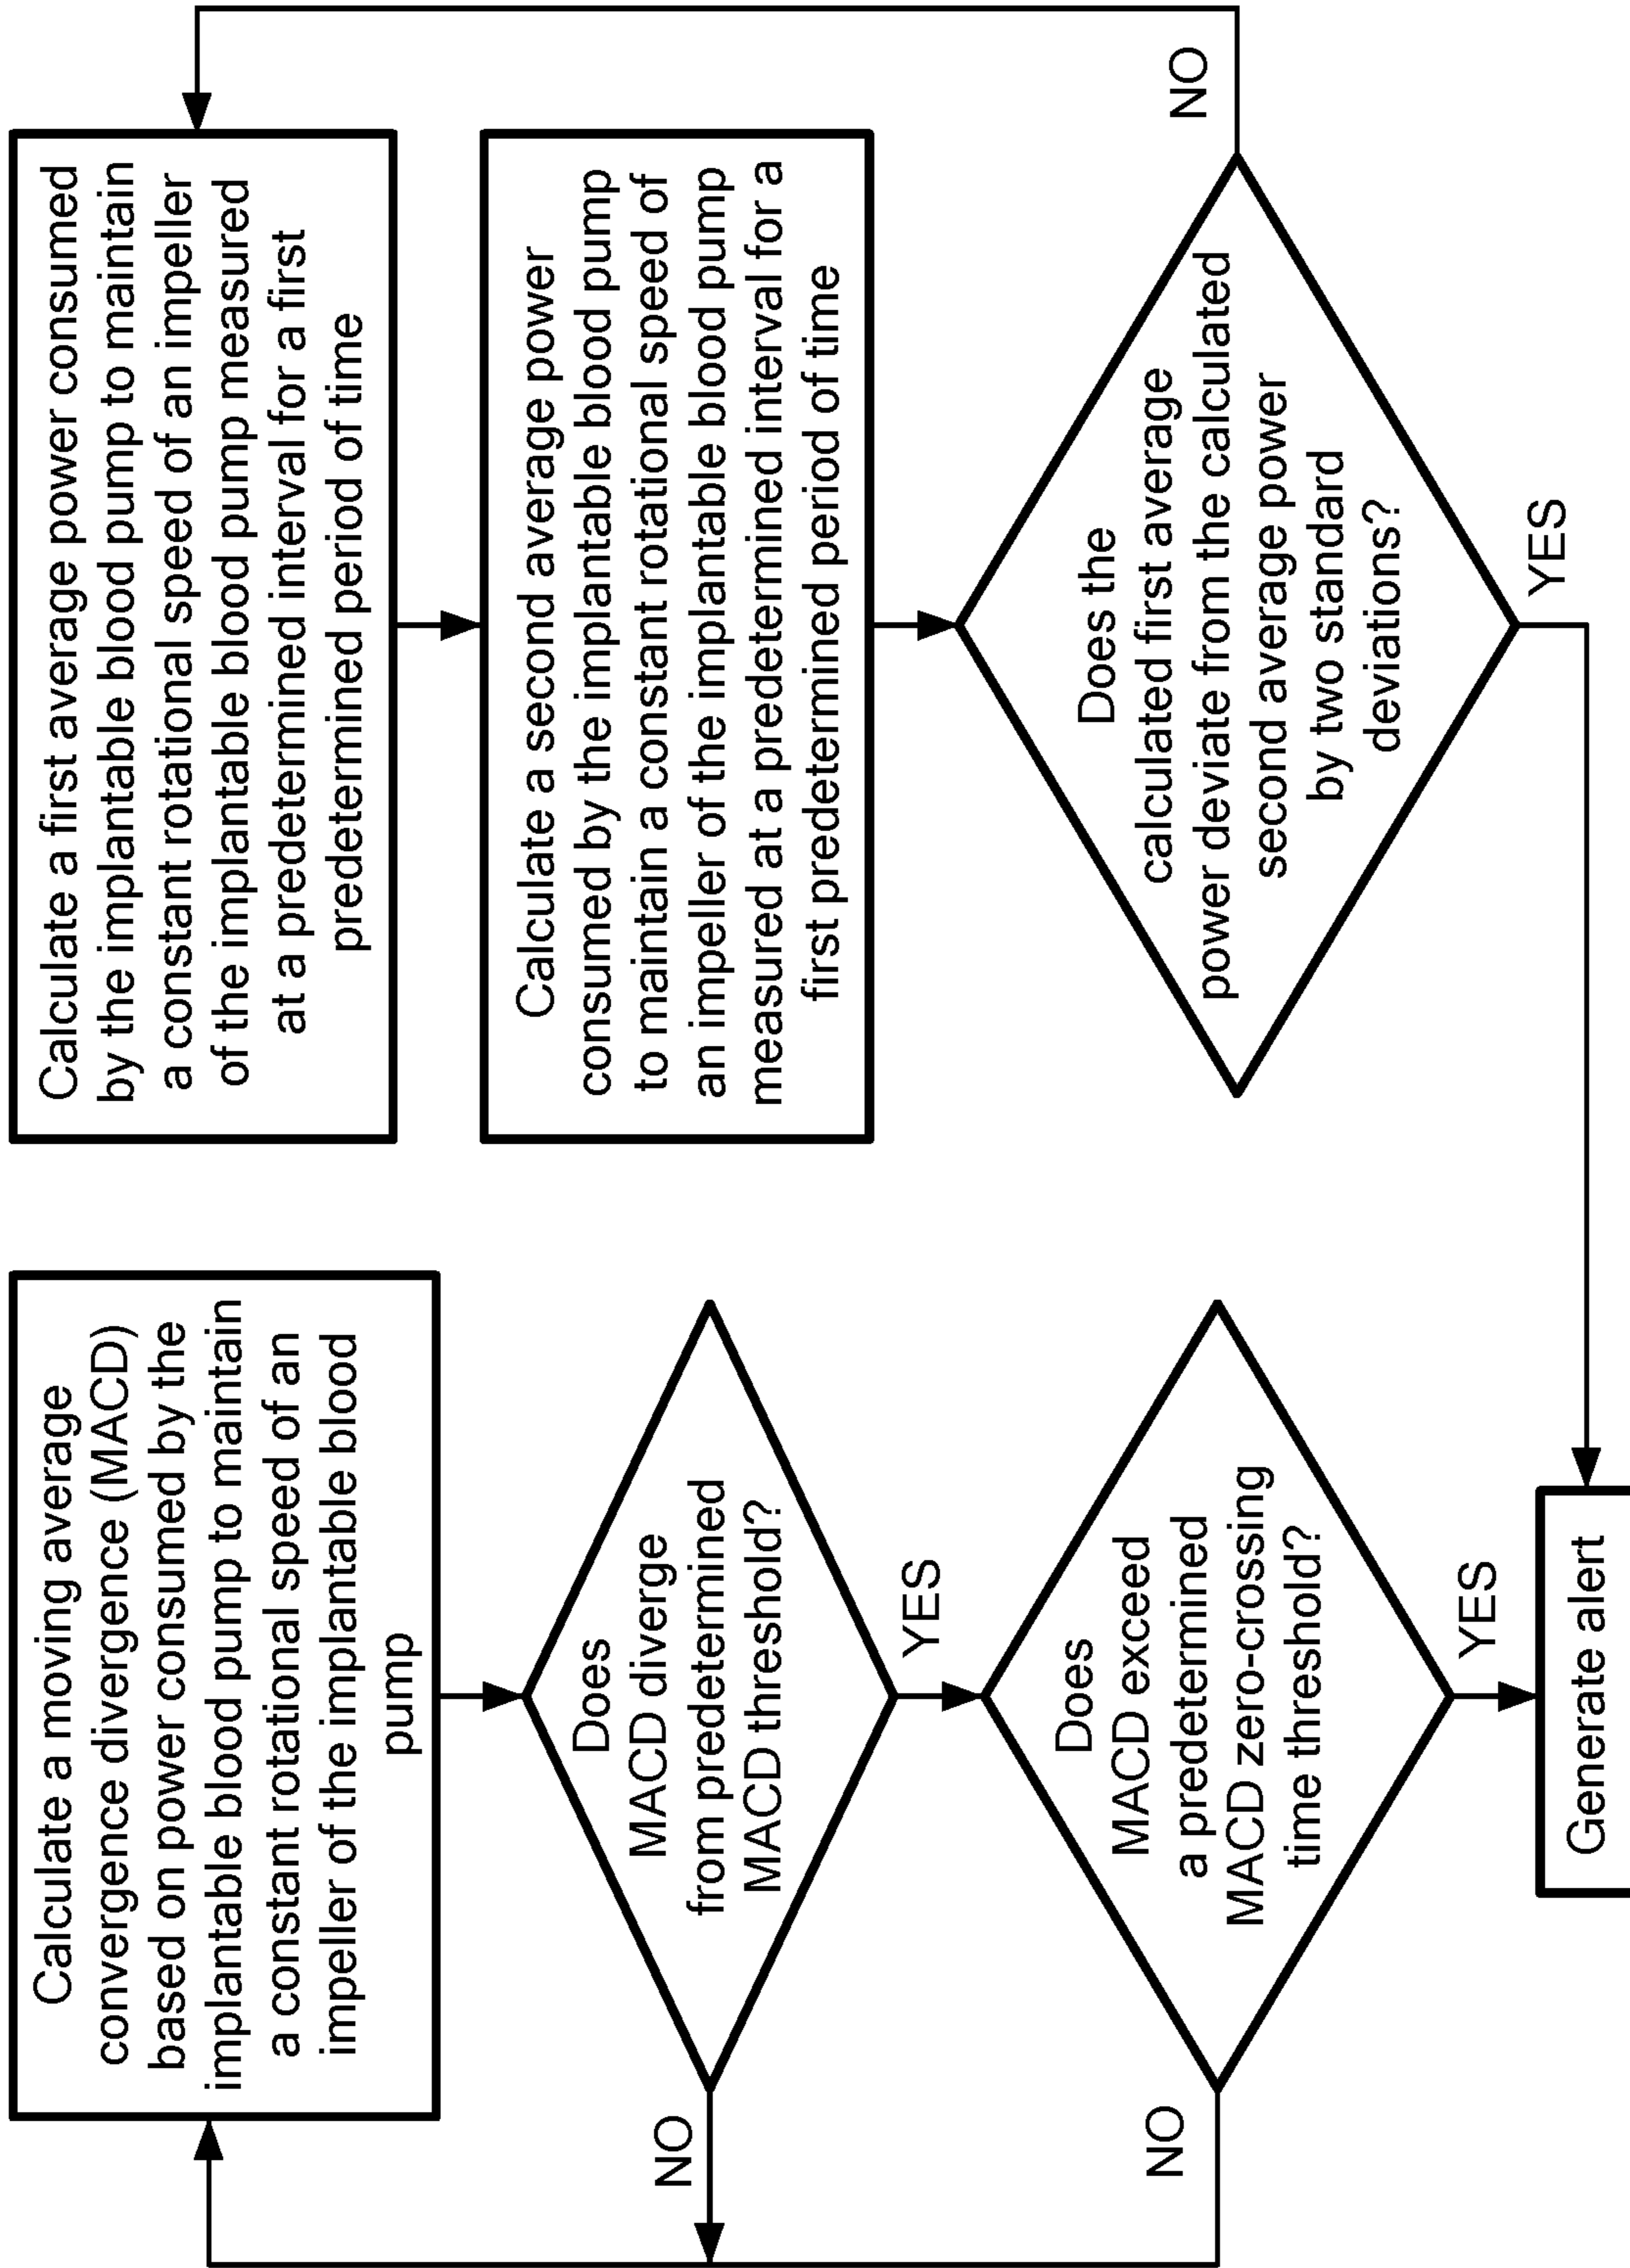 Calculate a moving average
convergence divergence (MACD)
based on power consumed by the
implantable blood pump to maintain
a constant rotational speed of an
impeller of the implantable blood
pump
Does
MACD diverge
from predetermined
MACD threshold?
NO
YES
Does
MACD exceed
a predetermined
MACD zero-crossing
time threshold?
NO
YES
Generate alert
Calculate a first average power consumed
by the implantable blood pump to maintain
a constant rotational speed of an impeller
of the implantable blood pump measured
at a predetermined interval for a first
predetermined period of time
Calculate a second average power
consumed by the implantable blood pump
to maintain a constant rotational speed of
an impeller of the implantable blood pump
measured at a predetermined interval for a
first predetermined period of time
Does the
calculated first average
power deviate from the calculated
second average power
by two standard
deviations?
NO
YES